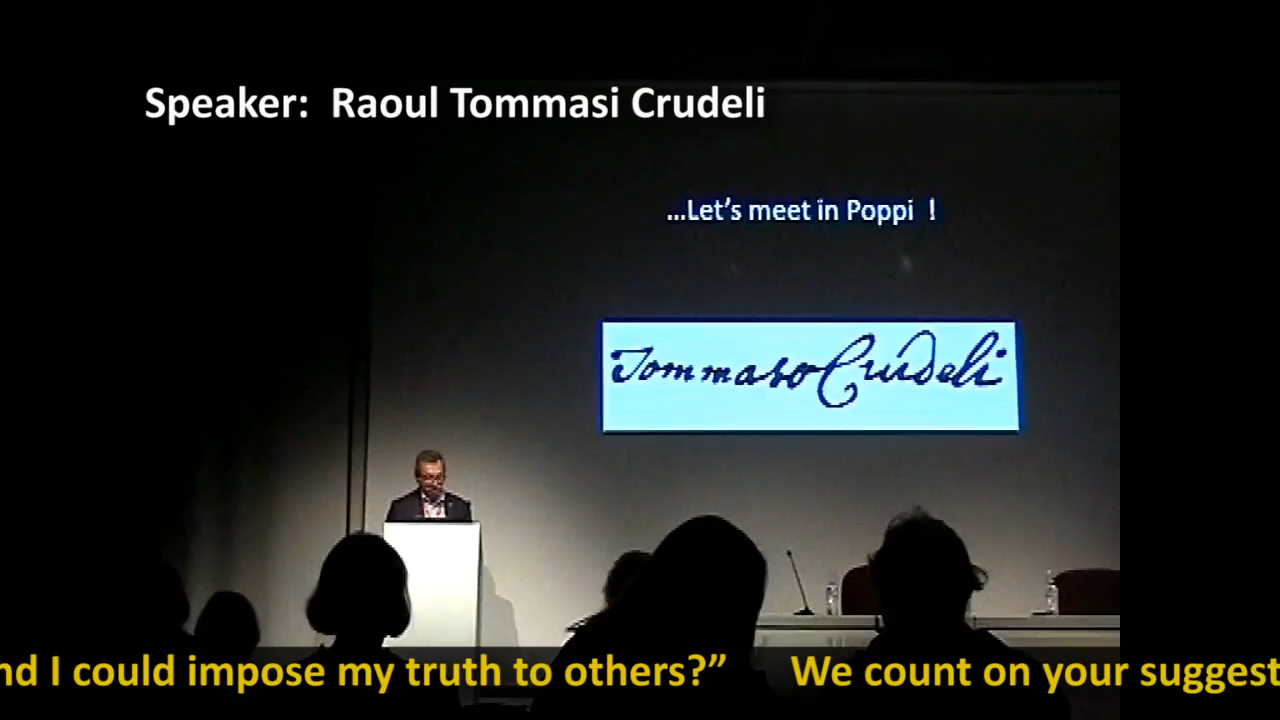 Speaker: Raoul Tommasi Crudeli
...Let's meet in Poppi !
Tommaso Crudeli
nd I could impose my truth to others?” We count on your suggest